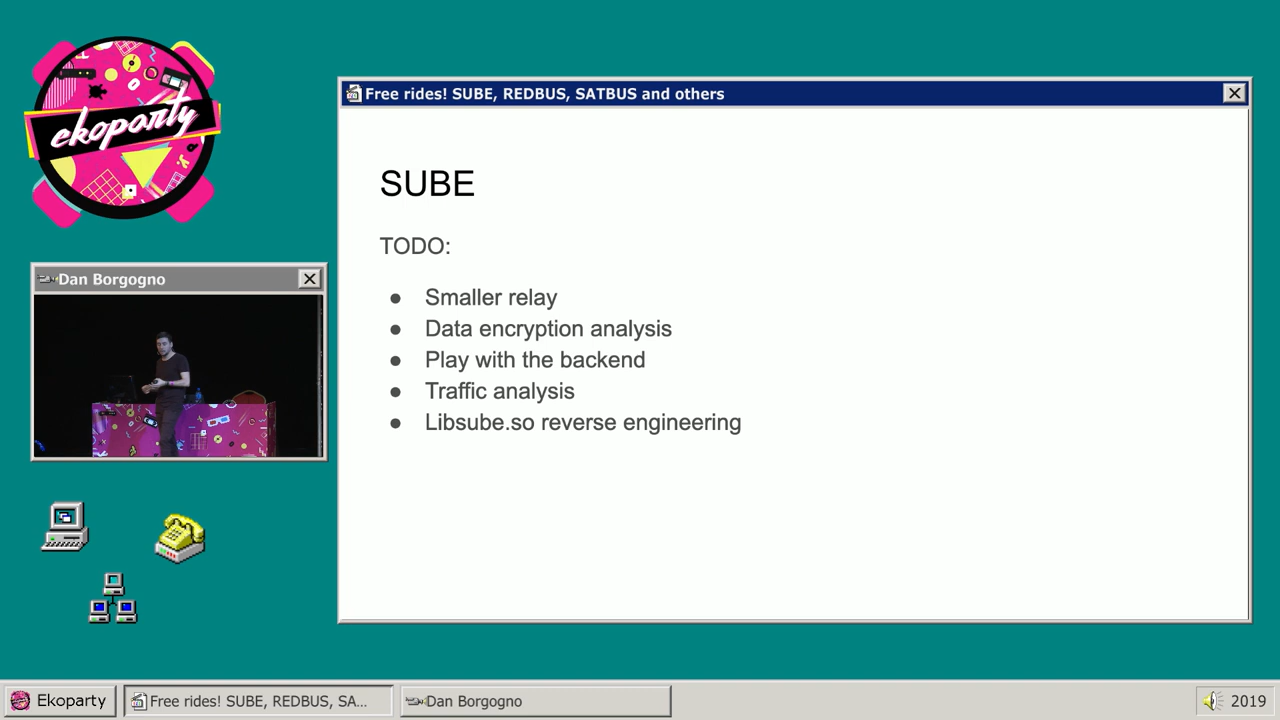 ekoparty
Free rides! SUBE, REDBUS, SATBUS and others
SUBE
TODO:
● Smaller relay
● Data encryption analysis
● Play with the backend
● Traffic analysis
● Libsube.so reverse engineering
Dan Borgogno
Ekoparty
Free rides! SUBE, REDBUS, SA...
Dan Borgogno
2019